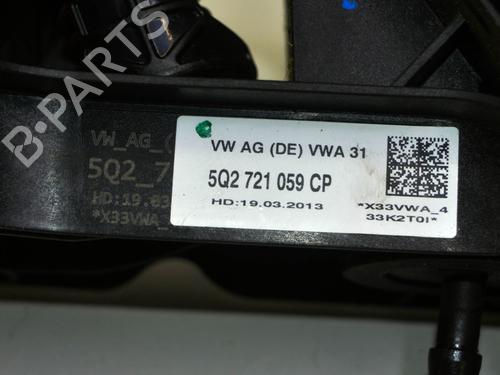 B-PARTS
VW_AG_(
5Q2_7
HD:19.03
*X33VWA_
VW AG (DE) VWA 31
5Q2 721 059 CP
HD:19.03.2013
*X33VWA_4
33K2T0I*